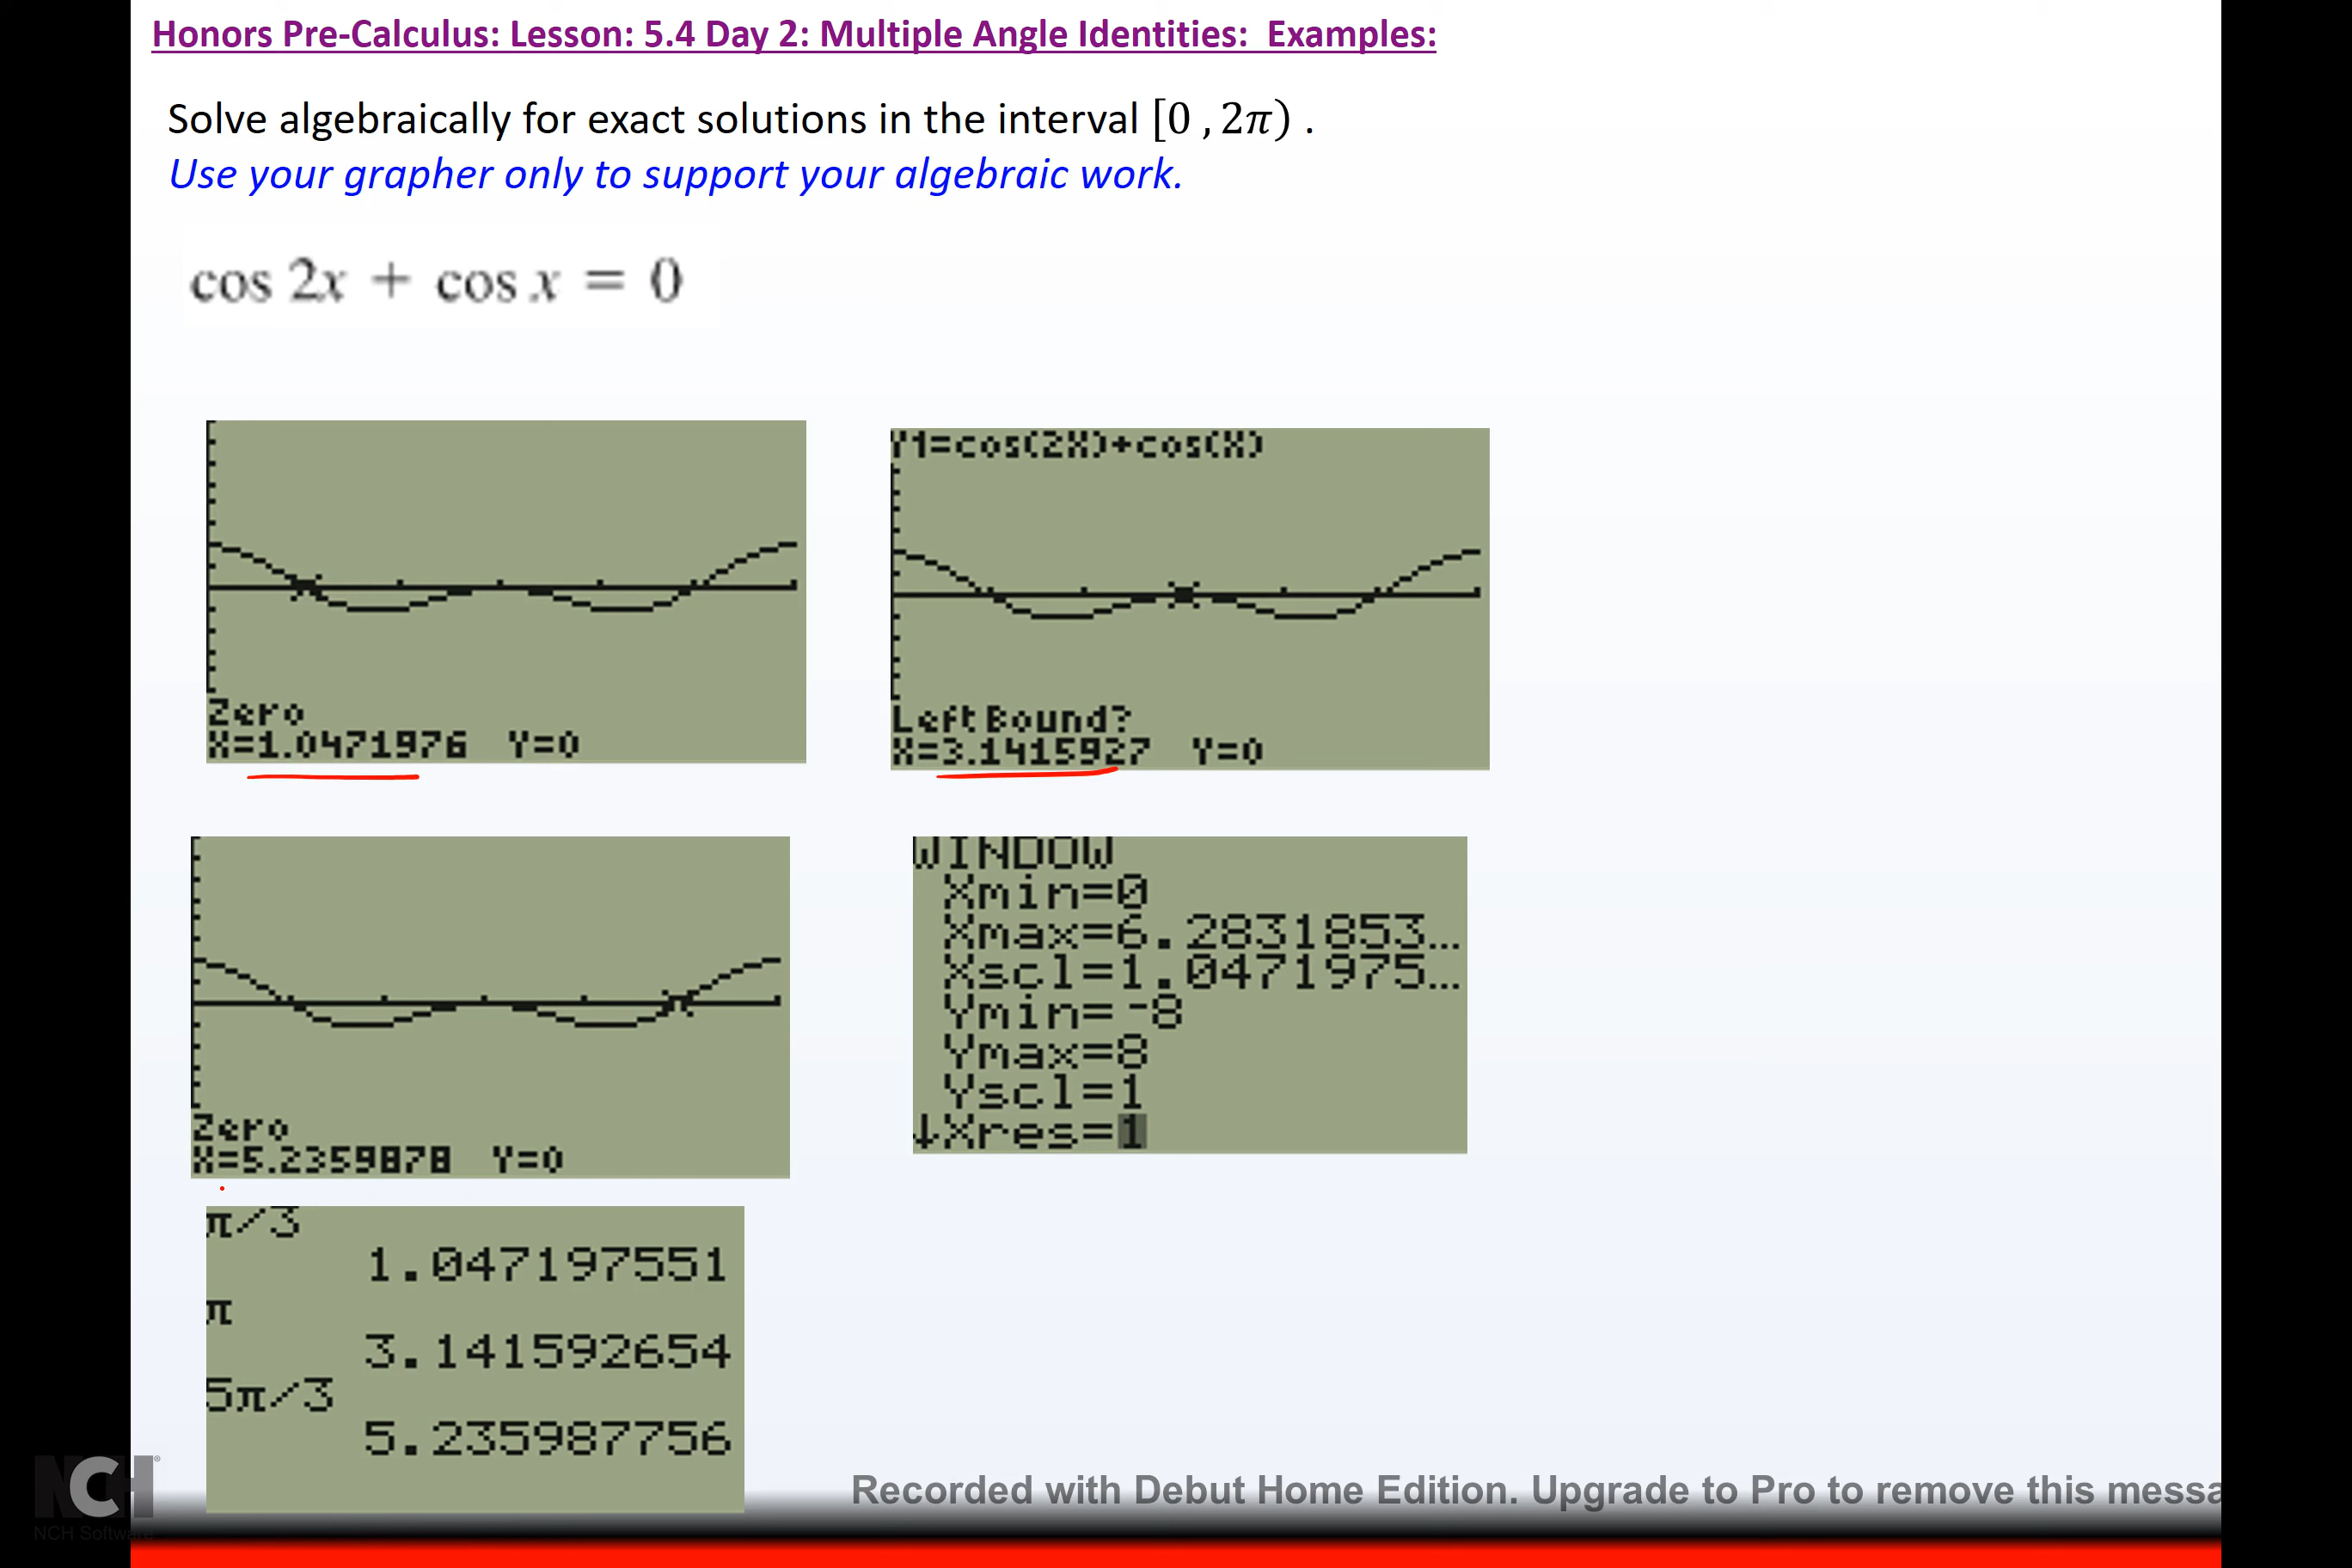 Honors Pre-Calculus: Lesson: 5.4 Day 2: Multiple Angle Identities: Examples:
Solve algebraically for exact solutions in the interval [0 , 2π) .
Use your grapher only to support your algebraic work.
cos 2x + cos x = 0
Zero
X=1.0471976 Y=0
Y1=cos(2X)+cos(X)
Left Bound?
X=3.1415927 Y=0
Zero
X=5.2359878 Y=0
WINDOW
Xmin=0
Xmax=6.2831853…
Xscl=1.0471975…
Ymin=-8
Ymax=8
Yscl=1
↓Xres=1
π/3
1.047197551
π
3.141592654
5π/3
5.235987756
NCH®
NCH Software
Recorded with Debut Home Edition. Upgrade to Pro to remove this messa